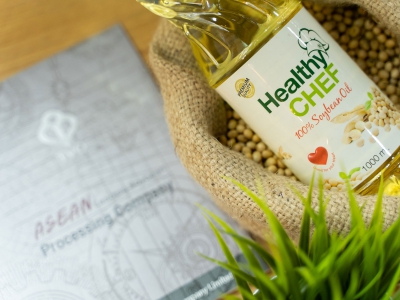 Healthy
CHEF
100% Soybean Oil
1000 m
ASEAN
Processing Company